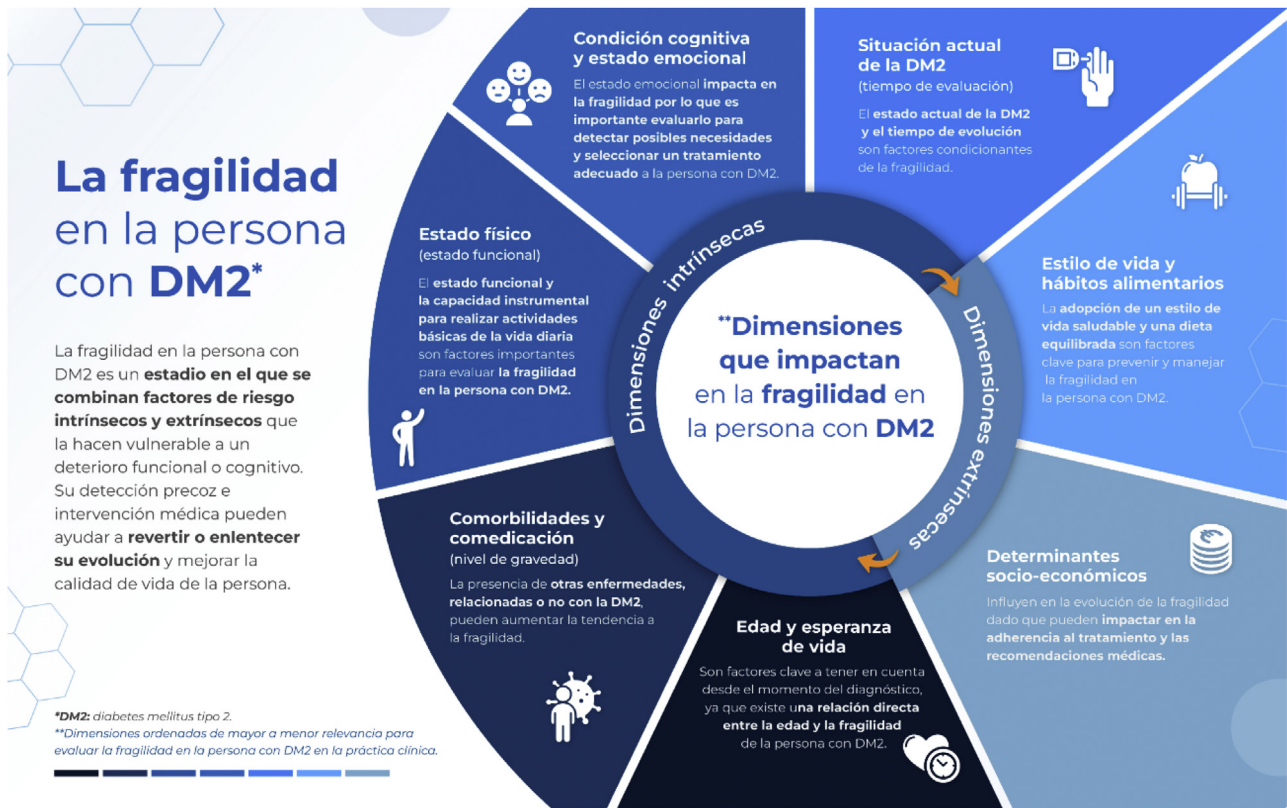 La fragilidad
en la persona
con DM2*
La fragilidad en la persona con
DM2 es un estadio en el que se
combinan factores de riesgo
intrínsecos y extrínsecos que
la hacen vulnerable a un
deterioro funcional o cognitivo.
Su detección precoz e
intervención médica pueden
ayudar a revertir o enlentecer
su evolución y mejorar la
calidad de vida de la persona.
*DM2: diabetes mellitus tipo 2.
**Dimensiones ordenadas de mayor a menor relevancia para
evaluar la fragilidad en la persona con DM2 en la práctica clínica.
Condición cognitiva
y estado emocional
El estado emocional impacta en
la fragilidad por lo que es
importante evaluarlo para
detectar posibles necesidades
y seleccionar un tratamiento
adecuado a la persona con DM2.
Situación actual
de la DM2
(tiempo de evaluación)
El estado actual de la DM2
y el tiempo de evolución
son factores condicionantes
de la fragilidad.
Estado físico
(estado funcional)
El estado funcional y
la capacidad instrumental
para realizar actividades
básicas de la vida diaria
son factores importantes
para evaluar la fragilidad
en la persona con DM2.
Estilo de vida y
hábitos alimentarios
La adopción de un estilo de
vida saludable y una dieta
equilibrada son factores
clave para prevenir y manejar
la fragilidad en
la persona con DM2.
Dimensiones intrínsecas
Dimensiones extrínsecas
**Dimensiones
que impactan
en la fragilidad en
la persona con DM2
Comorbilidades y
comedicación
(nivel de gravedad)
La presencia de otras enfermedades,
relacionadas o no con la DM2,
pueden aumentar la tendencia a
la fragilidad.
Edad y esperanza
de vida
Son factores clave a tener en cuenta
desde el momento del diagnóstico,
ya que existe una relación directa
entre la edad y la fragilidad
de la persona con DM2.
Determinantes
socio-económicos
Influyen en la evolución de la fragilidad
dado que pueden impactar en la
adherencia al tratamiento y las
recomendaciones médicas.